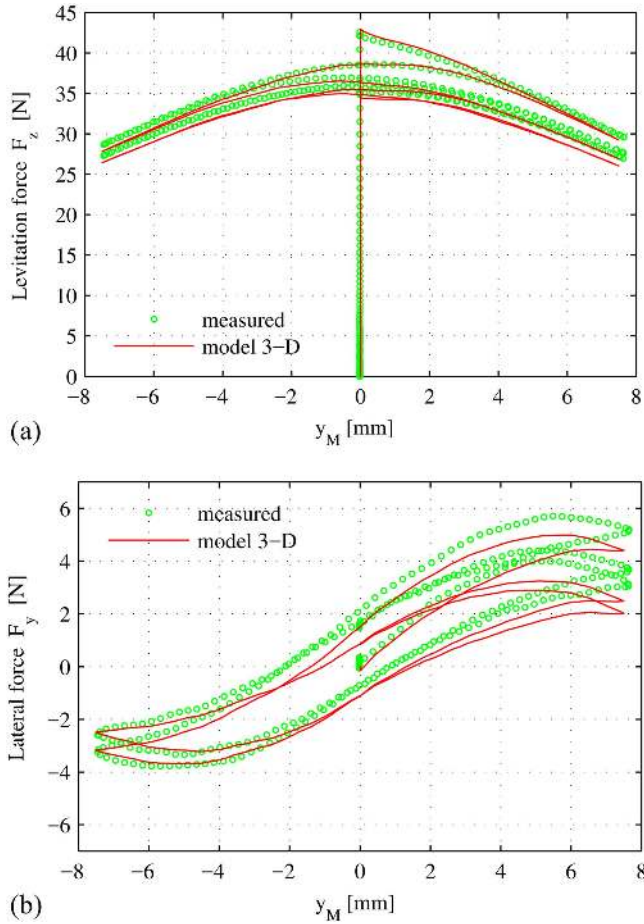 45
40
35
30
25
20
15
10
5
0
Levitation force F_z [N]
measured
model 3−D
−8 −6 −4 −2 0 2 4 6 8
y_M [mm]
(a)
6
4
2
0
−2
−4
−6
Lateral force F_y [N]
measured
model 3−D
−8 −6 −4 −2 0 2 4 6 8
y_M [mm]
(b)